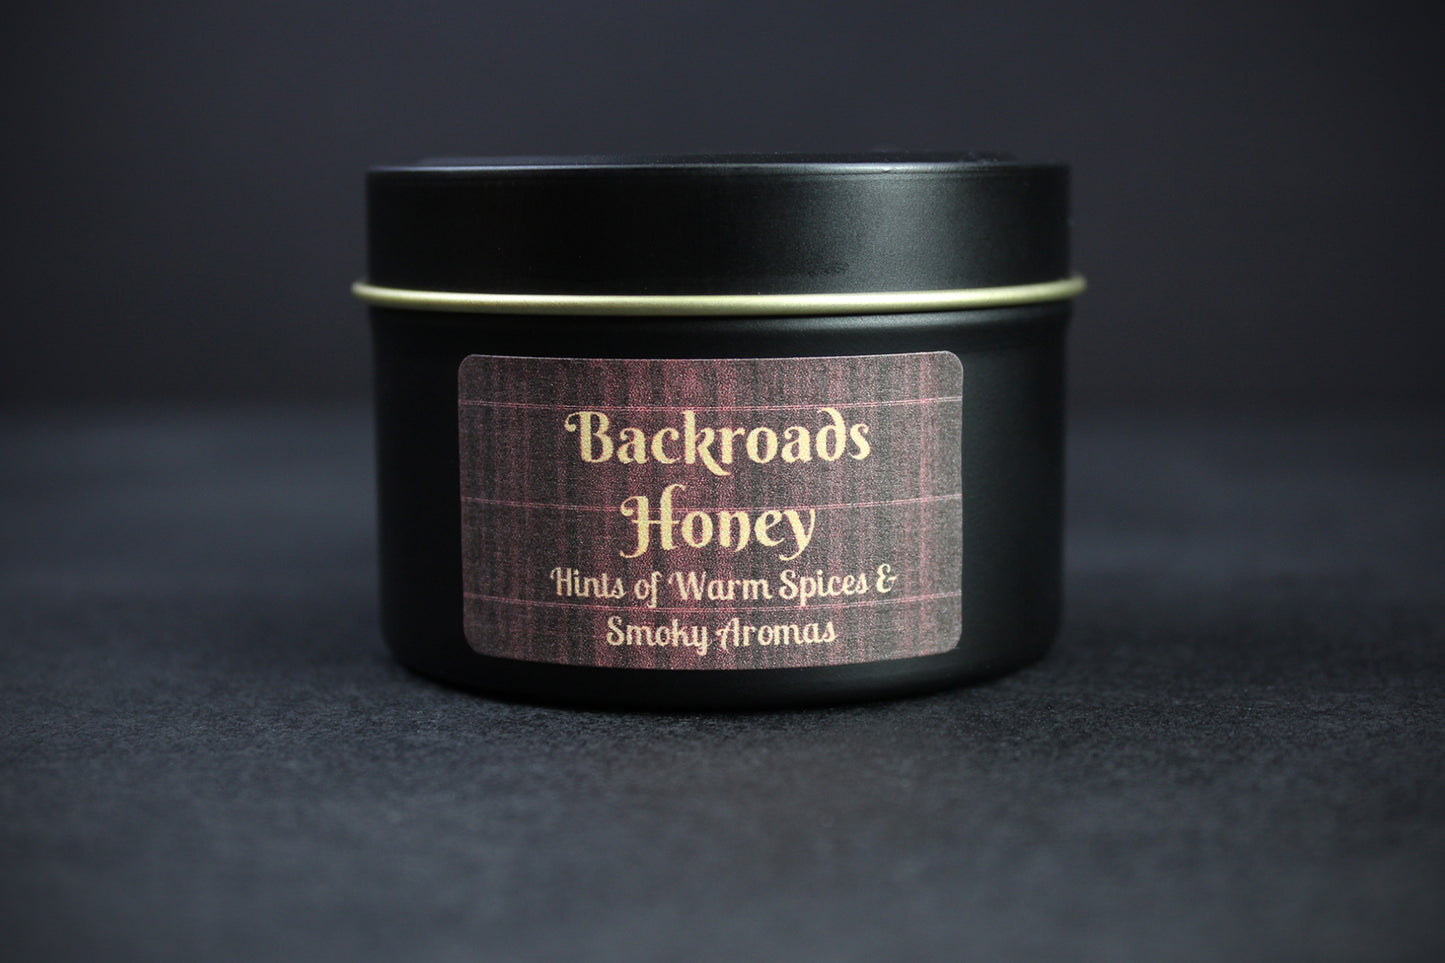 Backroads
Honey
Hints of Warm Spices &
Smoky Aromas